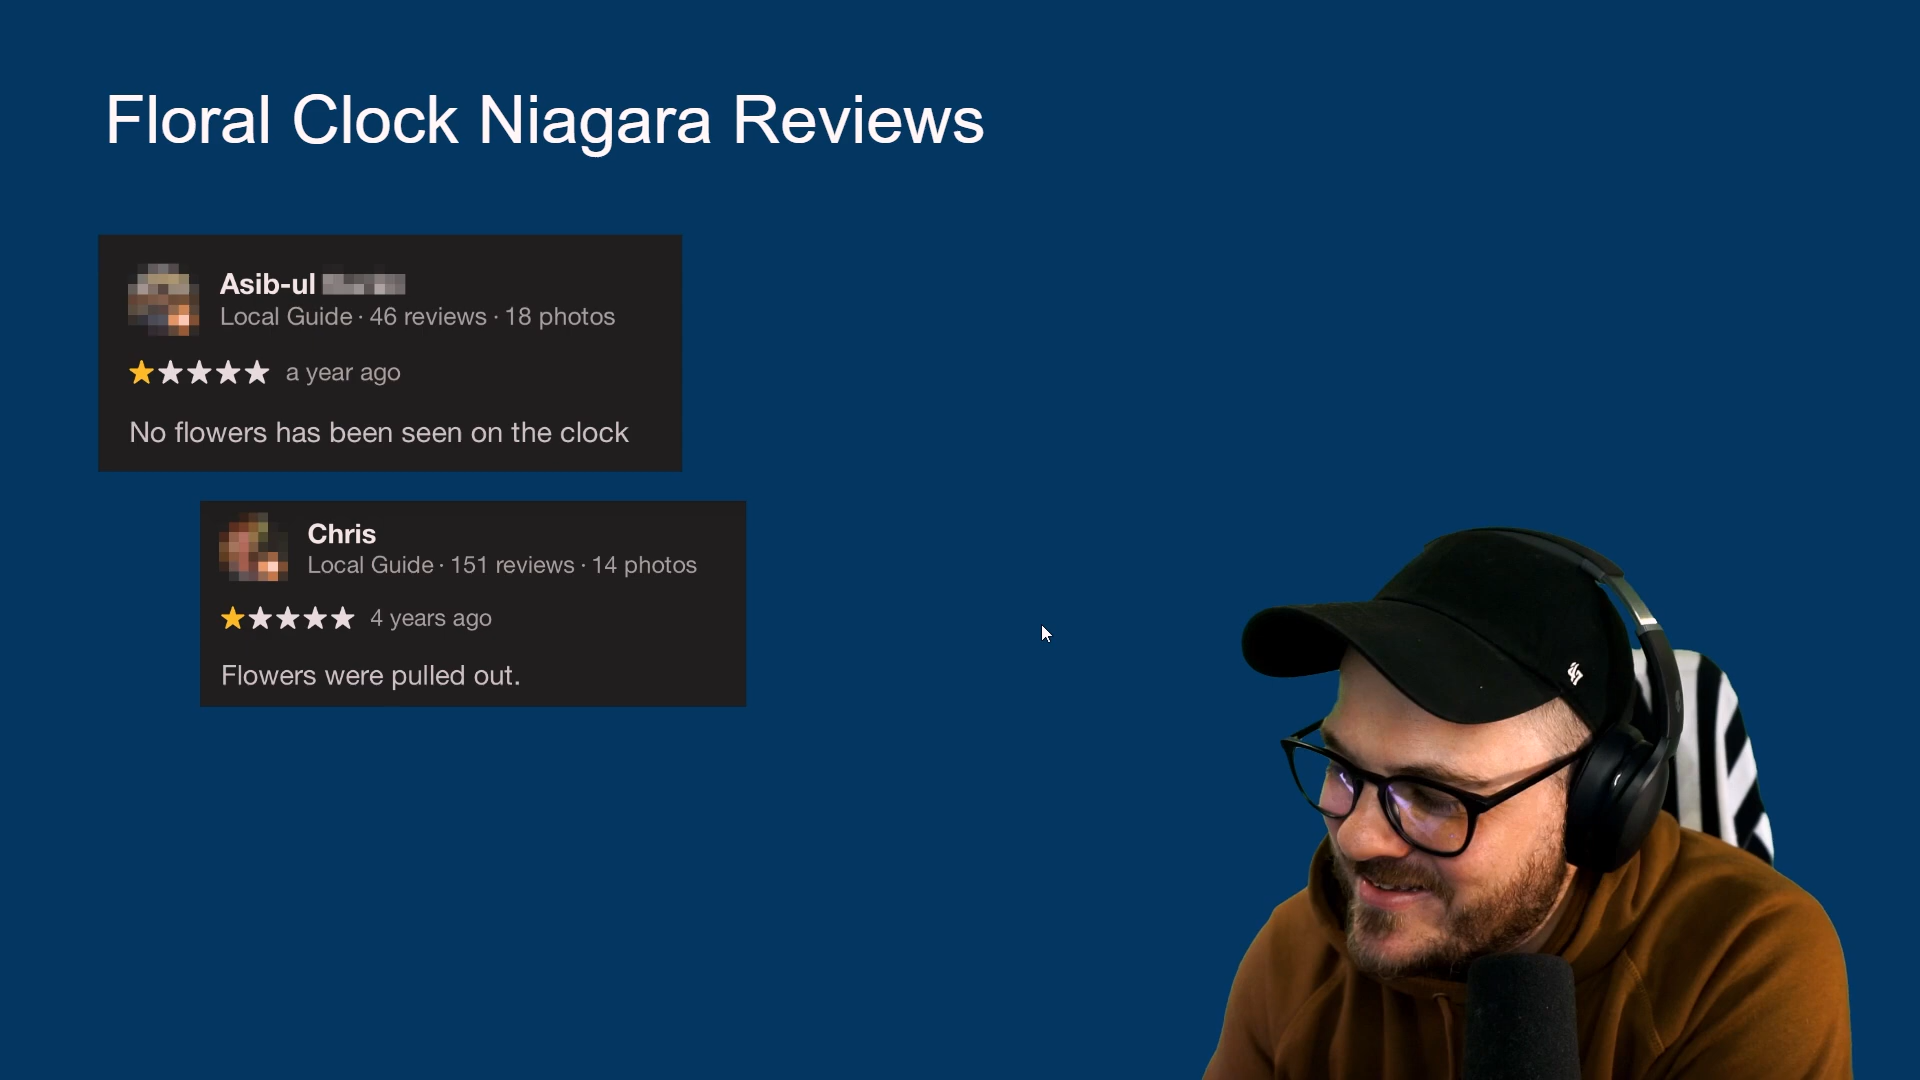 Floral Clock Niagara Reviews
Asib-ul
Local Guide · 46 reviews · 18 photos
a year ago
No flowers has been seen on the clock
Chris
Local Guide · 151 reviews · 14 photos
4 years ago
Flowers were pulled out.
47